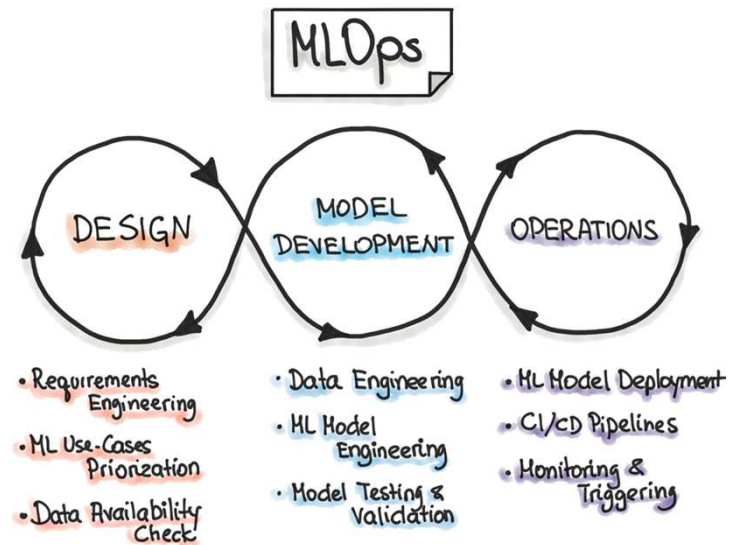 MLOps
DESIGN
MODEL
DEVELOPMENT
OPERATIONS
• Requirements
Engineering
• ML Use-Cases
Priorization
• Data Availability
Check
• Data Engineering
• ML Model
Engineering
• Model Testing &
Validation
• ML Model Deployment
• CI/CD Pipelines
• Monitoring &
Triggering